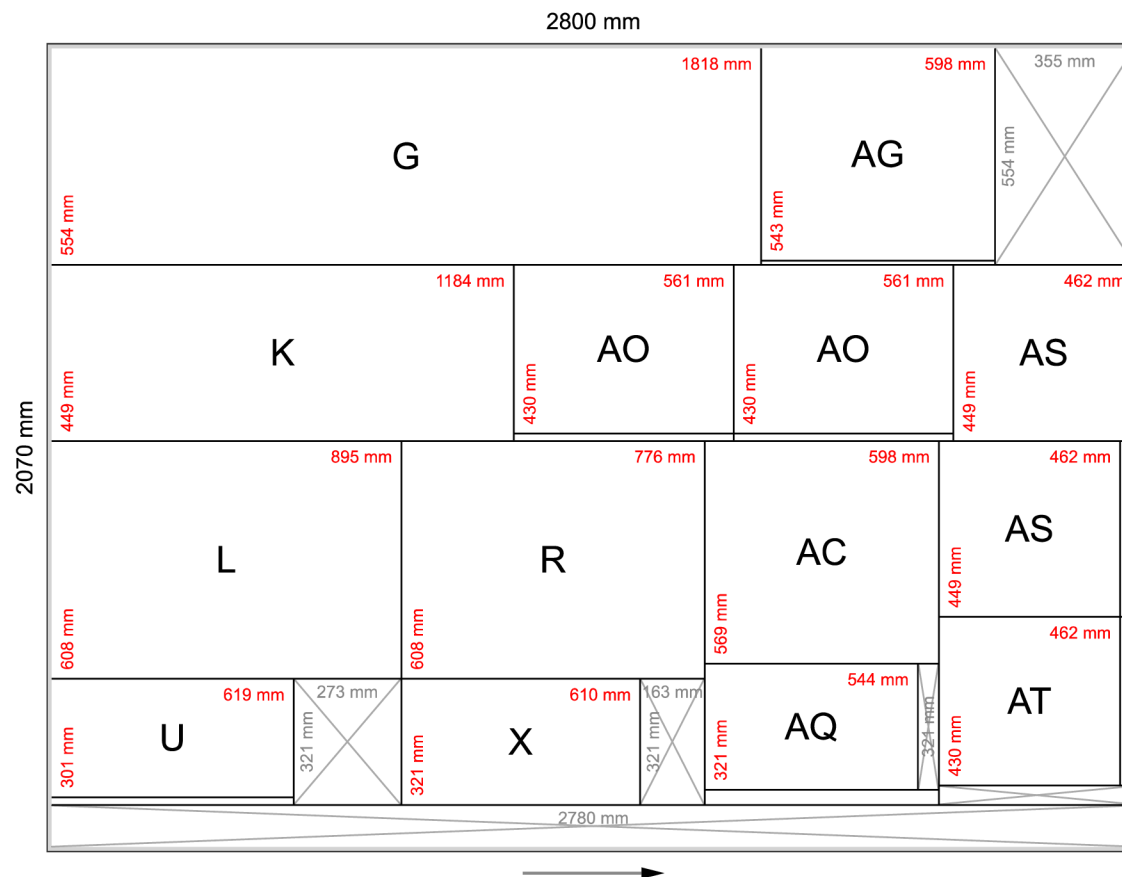 2800 mm
1818 mm
598 mm
355 mm
G
AG
554 mm
543 mm
554 mm
1184 mm
561 mm
561 mm
462 mm
K
AO
AO
AS
449 mm
430 mm
430 mm
449 mm
2070 mm
895 mm
776 mm
598 mm
462 mm
L
R
AC
AS
608 mm
608 mm
569 mm
449 mm
619 mm
273 mm
610 mm
163 mm
544 mm
462 mm
U
X
AQ
AT
301 mm
321 mm
321 mm
321 mm
321 mm
321 mm
430 mm
2780 mm